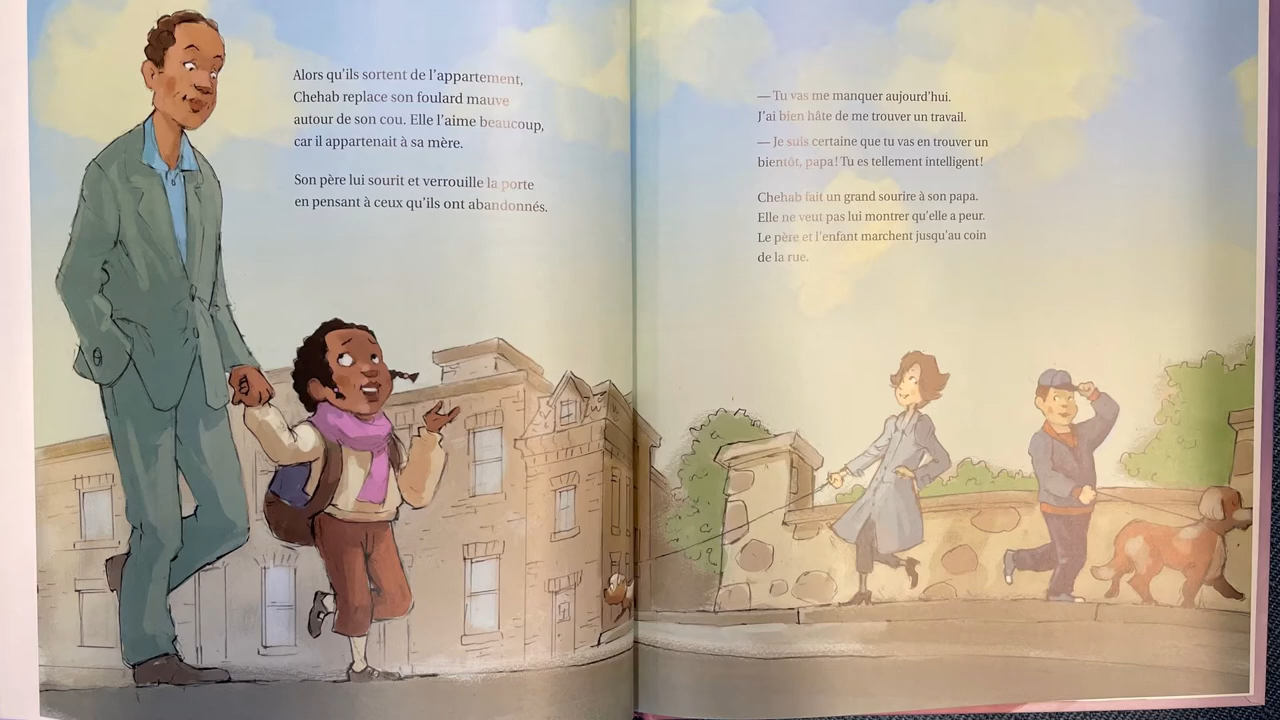 Alors qu'ils sortent de l'appartement,
Chehab replace son foulard mauve
autour de son cou. Elle l'aime beaucoup,
car il appartenait à sa mère.
Son père lui sourit et verrouille la porte
en pensant à ceux qu'ils ont abandonnés.
— Tu vas me manquer aujourd'hui.
J'ai bien hâte de me trouver un travail.
— Je suis certaine que tu vas en trouver un
bientôt, papa! Tu es tellement intelligent!
Chehab fait un grand sourire à son papa.
Elle ne veut pas lui montrer qu'elle a peur.
Le père et l'enfant marchent jusqu'au coin
de la rue.